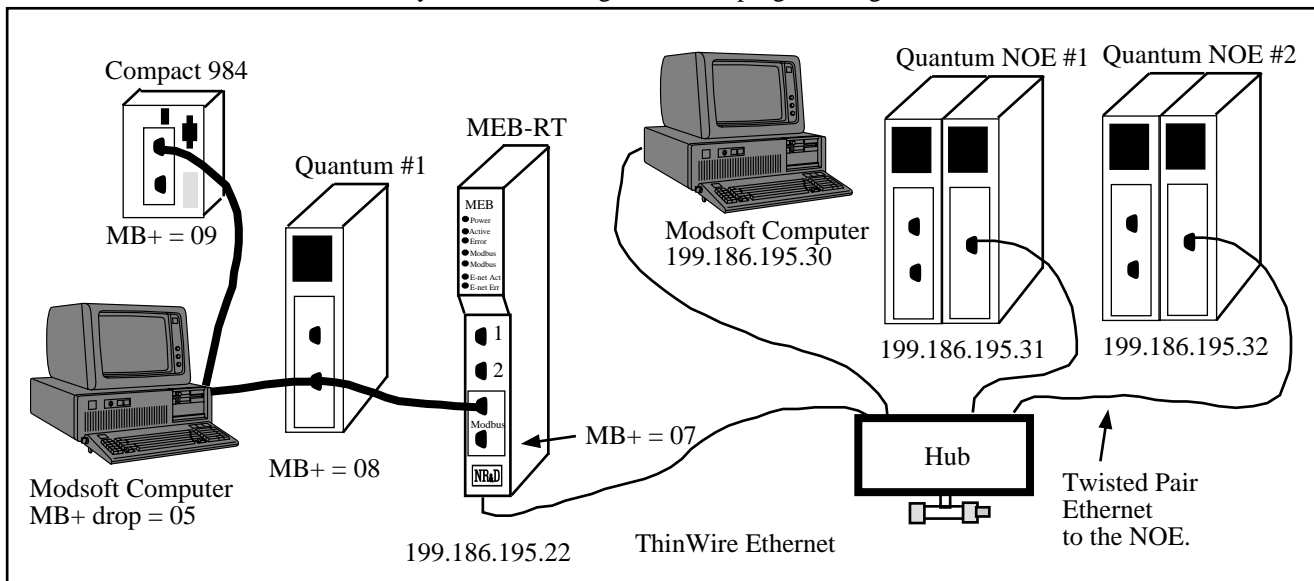 Compact 984
MB+ = 09
Modsoft Computer
MB+ drop = 05
Quantum #1
MB+ = 08
MEB-RT
MEB
Power
Active
Error
Modbus
Modbus
E-net Act
E-net Err
1
2
Modbus
NR&D
MB+ = 07
199.186.195.22
ThinWire Ethernet
Modsoft Computer
199.186.195.30
Quantum NOE #1
199.186.195.31
Quantum NOE #2
199.186.195.32
Hub
Twisted Pair
Ethernet
to the NOE.